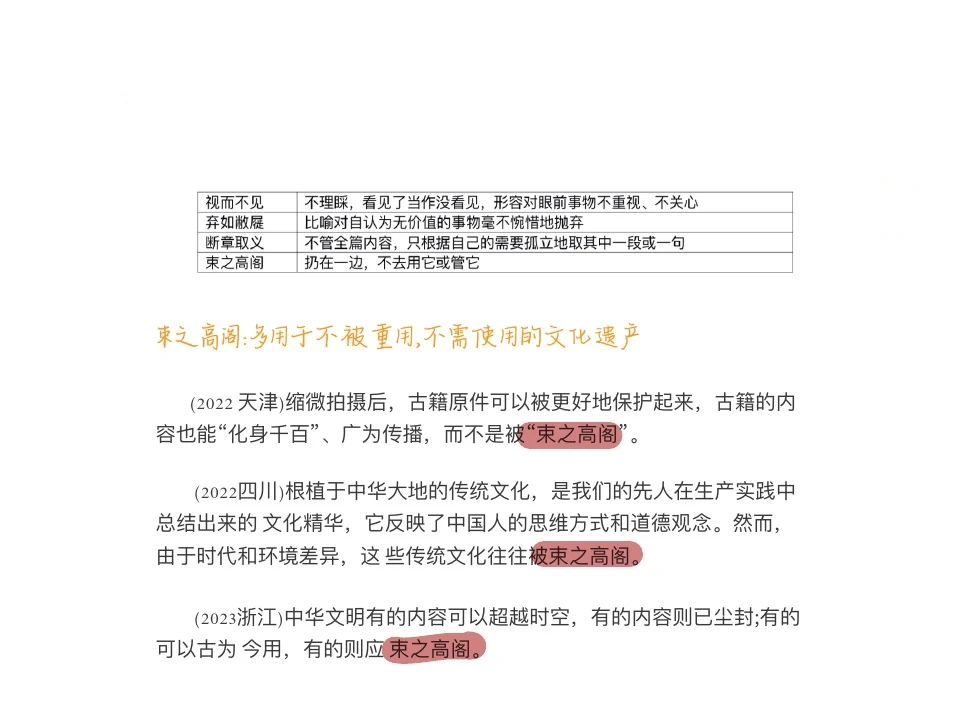 视而不见 不理睬，看见了当作没看见，形容对眼前事物不重视、不关心
弃如敝屣 比喻对自认为无价值的事物毫不惋惜地抛弃
断章取义 不管全篇内容，只根据自己的需要孤立地取其中一段或一句
束之高阁 扔在一边，不去用它或管它
束之高阁:多用于不被重用,不需使用的文化遗产
(2022 天津)缩微拍摄后，古籍原件可以被更好地保护起来，古籍的内
容也能“化身千百”、广为传播，而不是被“束之高阁”。
(2022四川)根植于中华大地的传统文化，是我们的先人在生产实践中
总结出来的 文化精华，它反映了中国人的思维方式和道德观念。然而，
由于时代和环境差异，这 些传统文化往往被束之高阁。
(2023浙江)中华文明有的内容可以超越时空，有的内容则已尘封;有的
可以古为 今用，有的则应 束之高阁。